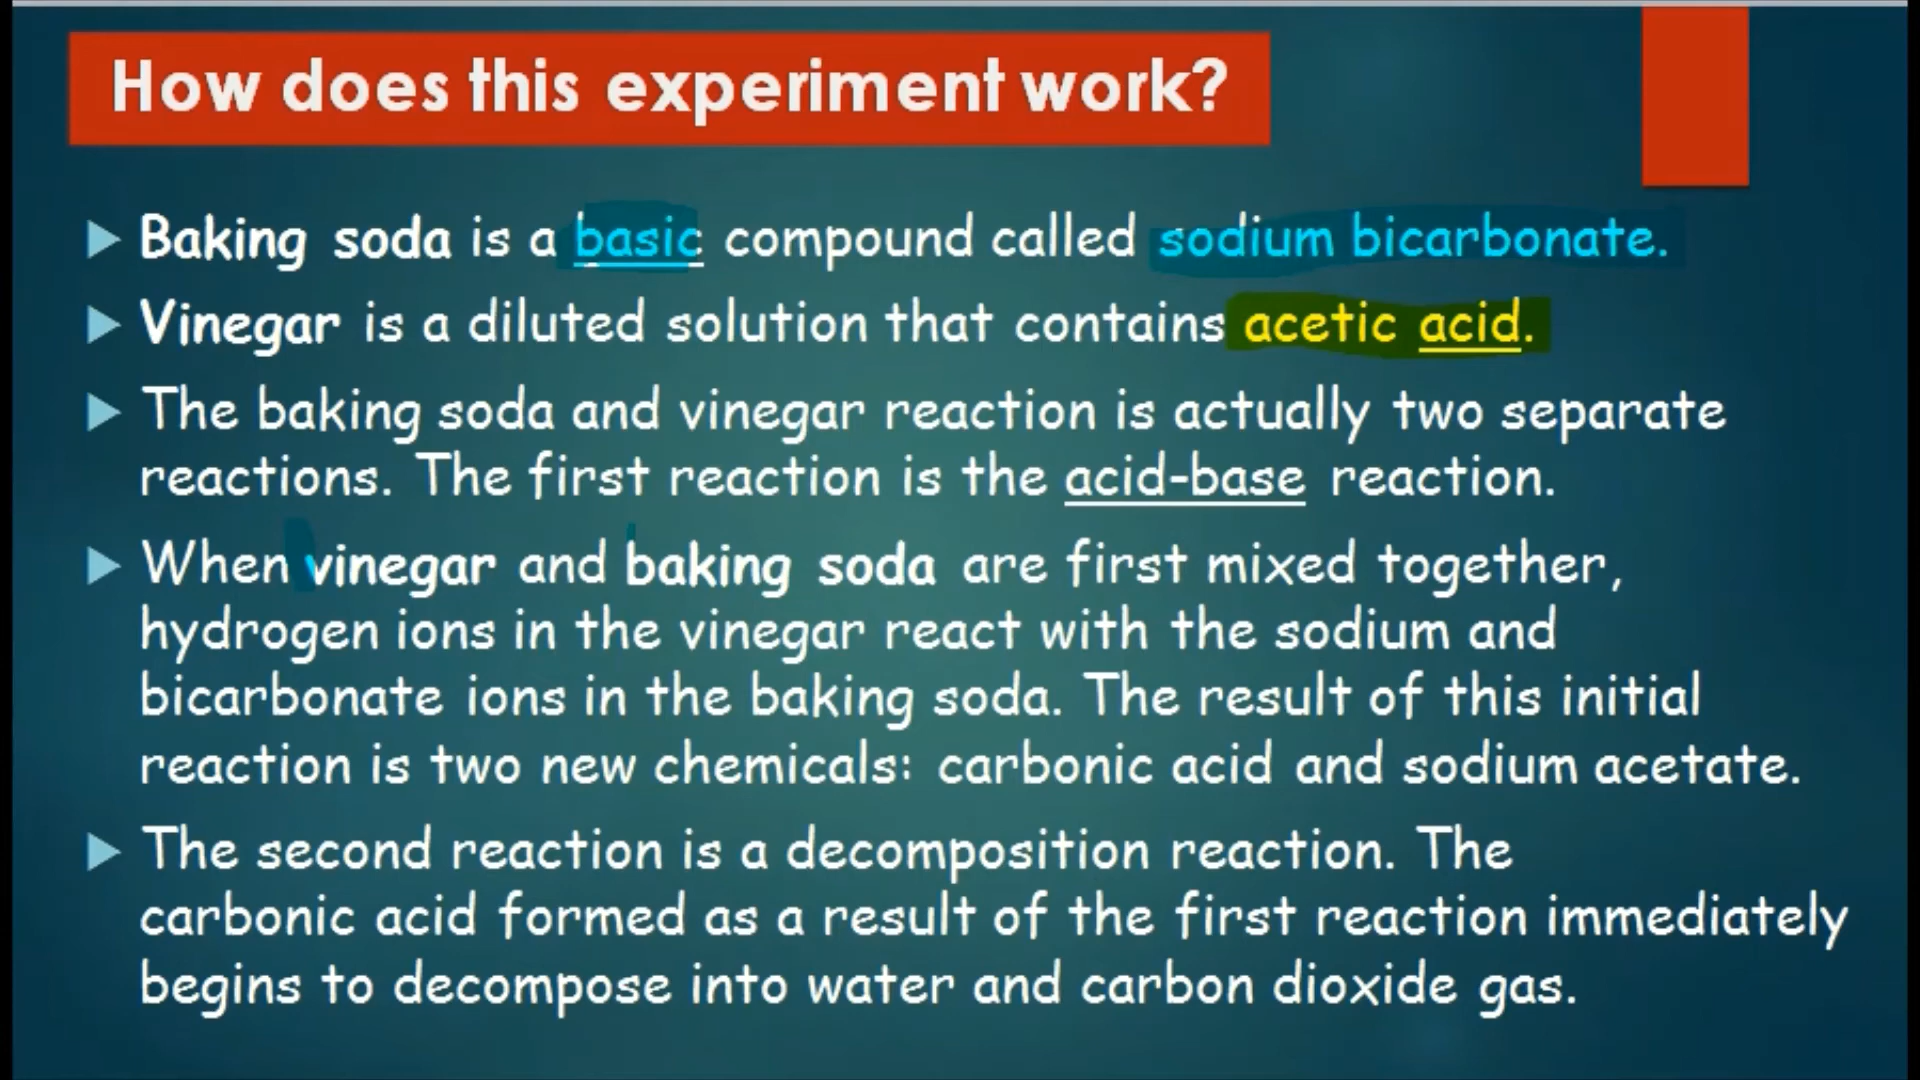 How does this experiment work?
Baking soda is a basic compound called sodium bicarbonate.
Vinegar is a diluted solution that contains acetic acid.
The baking soda and vinegar reaction is actually two separate
reactions. The first reaction is the acid-base reaction.
When vinegar and baking soda are first mixed together,
hydrogen ions in the vinegar react with the sodium and
bicarbonate ions in the baking soda. The result of this initial
reaction is two new chemicals: carbonic acid and sodium acetate.
The second reaction is a decomposition reaction. The
carbonic acid formed as a result of the first reaction immediately
begins to decompose into water and carbon dioxide gas.